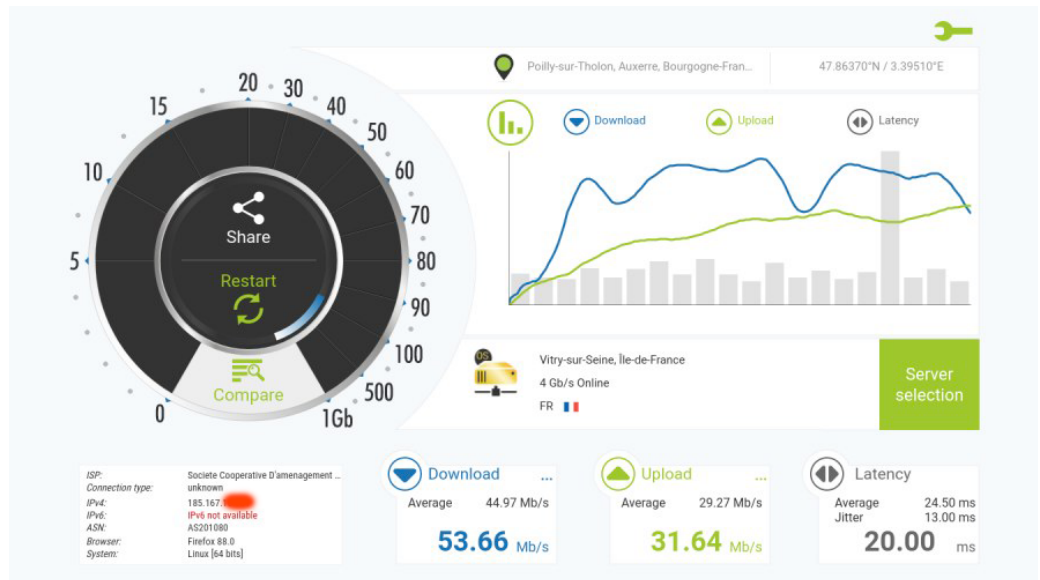 Poilly-sur-Tholon, Auxerre, Bourgogne-Fran...
47.86370°N / 3.39510°E
0
5
10
15
20
30
40
50
60
70
80
90
100
500
1Gb
Share
Restart
Compare
Download
Upload
Latency
OS
Vitry-sur-Seine, Île-de-France
4 Gb/s Online
FR
Server
selection
ISP: Societe Cooperative D'amenagement ...
Connection type: unknown
IPv4: 185.167.
IPv6: IPv6 not available
ASN: AS201080
Browser: Firefox 88.0
System: Linux [64 bits]
Download ...
Average 44.97 Mb/s
53.66 Mb/s
Upload ...
Average 29.27 Mb/s
31.64 Mb/s
Latency
Average 24.50 ms
Jitter 13.00 ms
20.00 ms